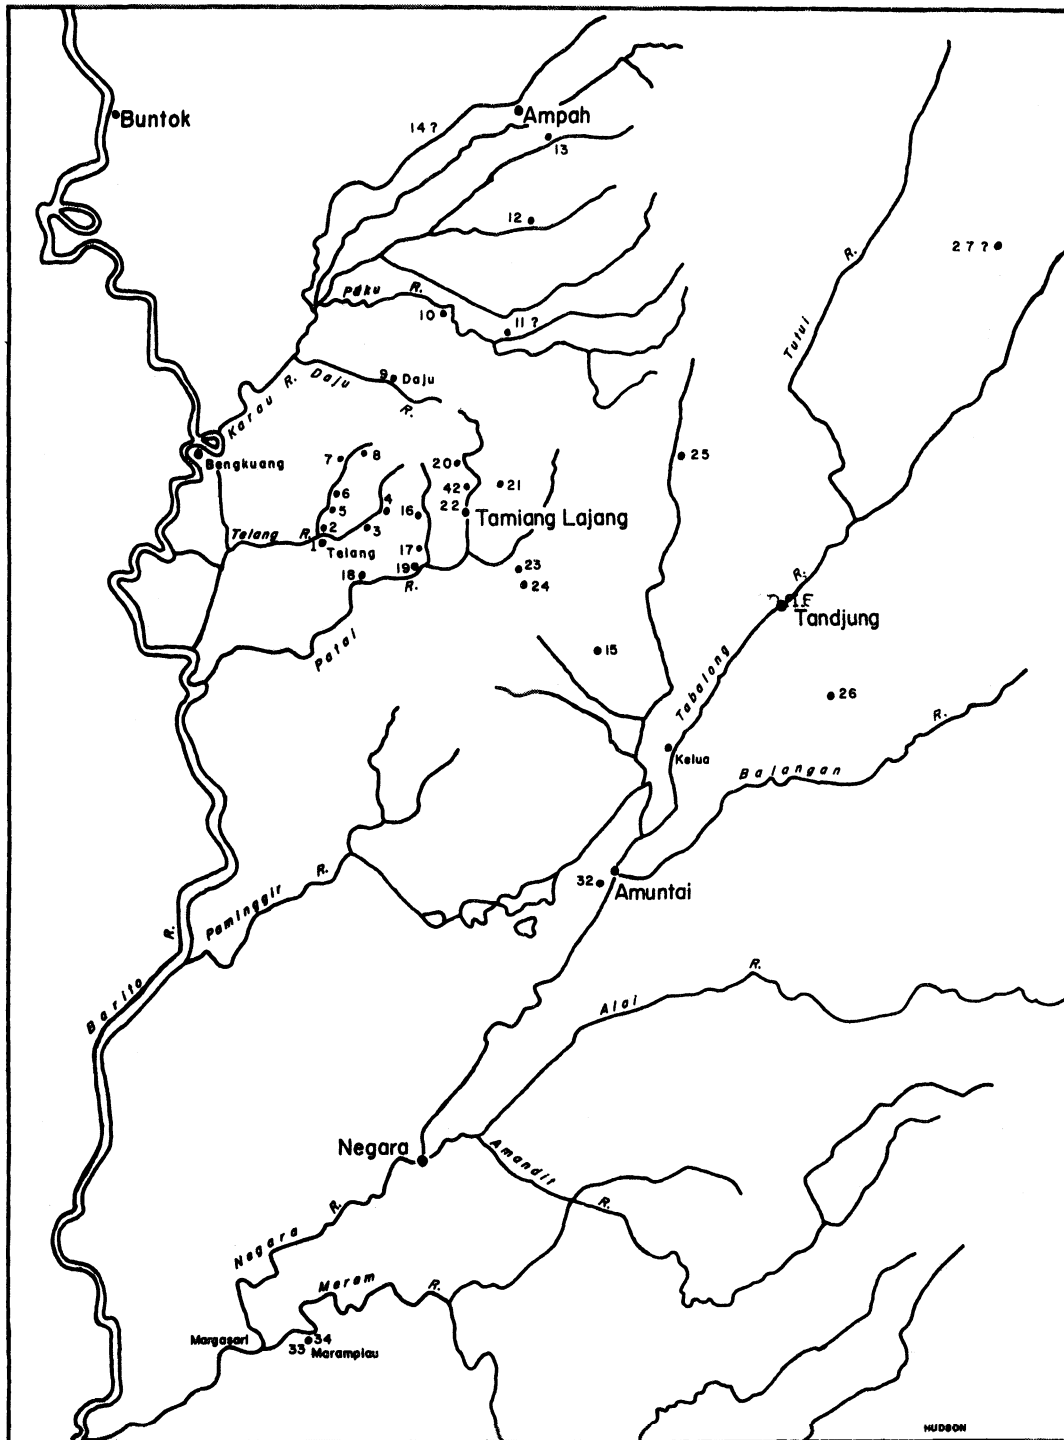 Buntok
Ampah
14?
13
12
27?
R.
Paku R.
10
11?
Tutui
9 Daju
Karau R. Daju
R.
Bengkuang
7
8
20
25
42
21
6
4
5
16
22
Tamiang Lajang
Telang R.
2
3
1
Telang
17
18
19
R.
23
24
R.
Tandjung
Patai
15
Tabalong
26
R.
Kelua
Balangan
R.
32
Amuntai
Paminggir
R.
Barito
R.
Alai
Negara
Amandit
R.
R.
Negara
Maram
R.
Margasari
34
33
Marampiau
HUDSON